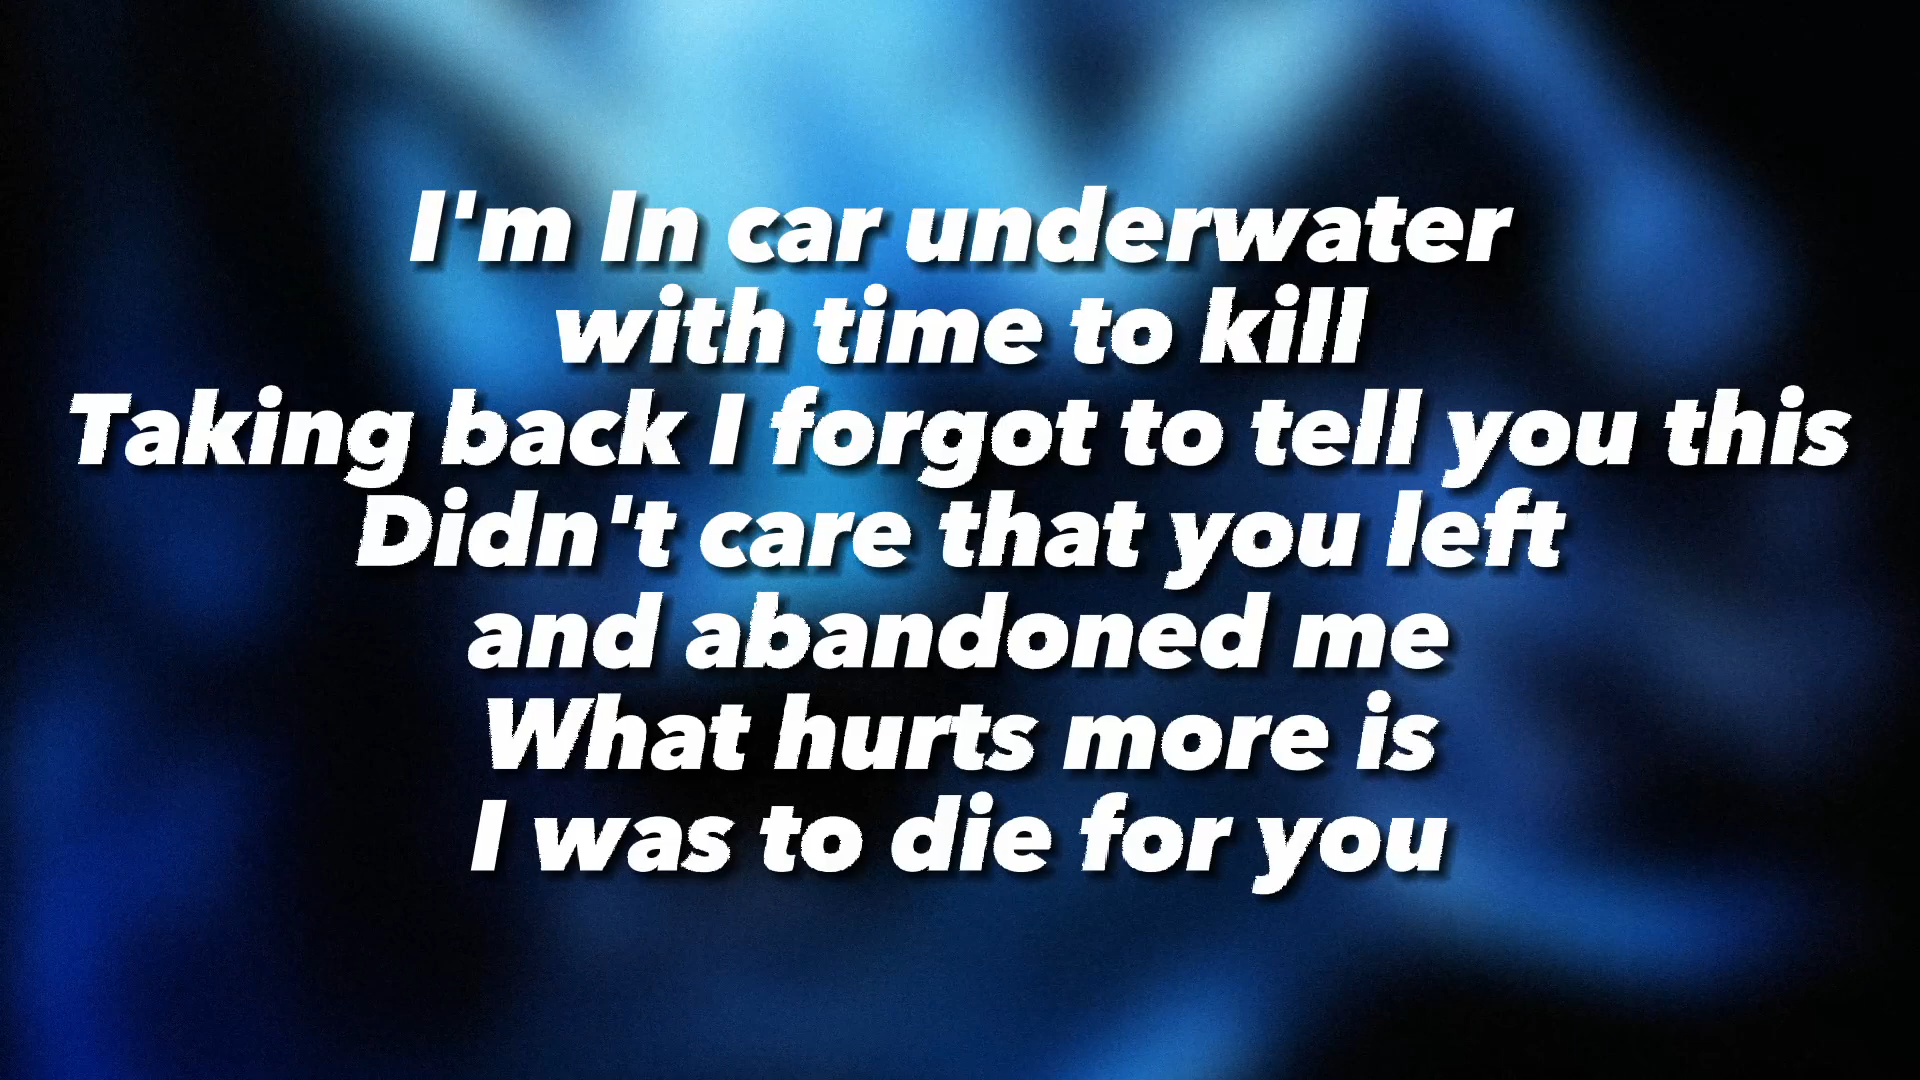 I'm In car underwater
with time to kill
Taking back I forgot to tell you this
Didn't care that you left
and abandoned me
What hurts more is
I was to die for you